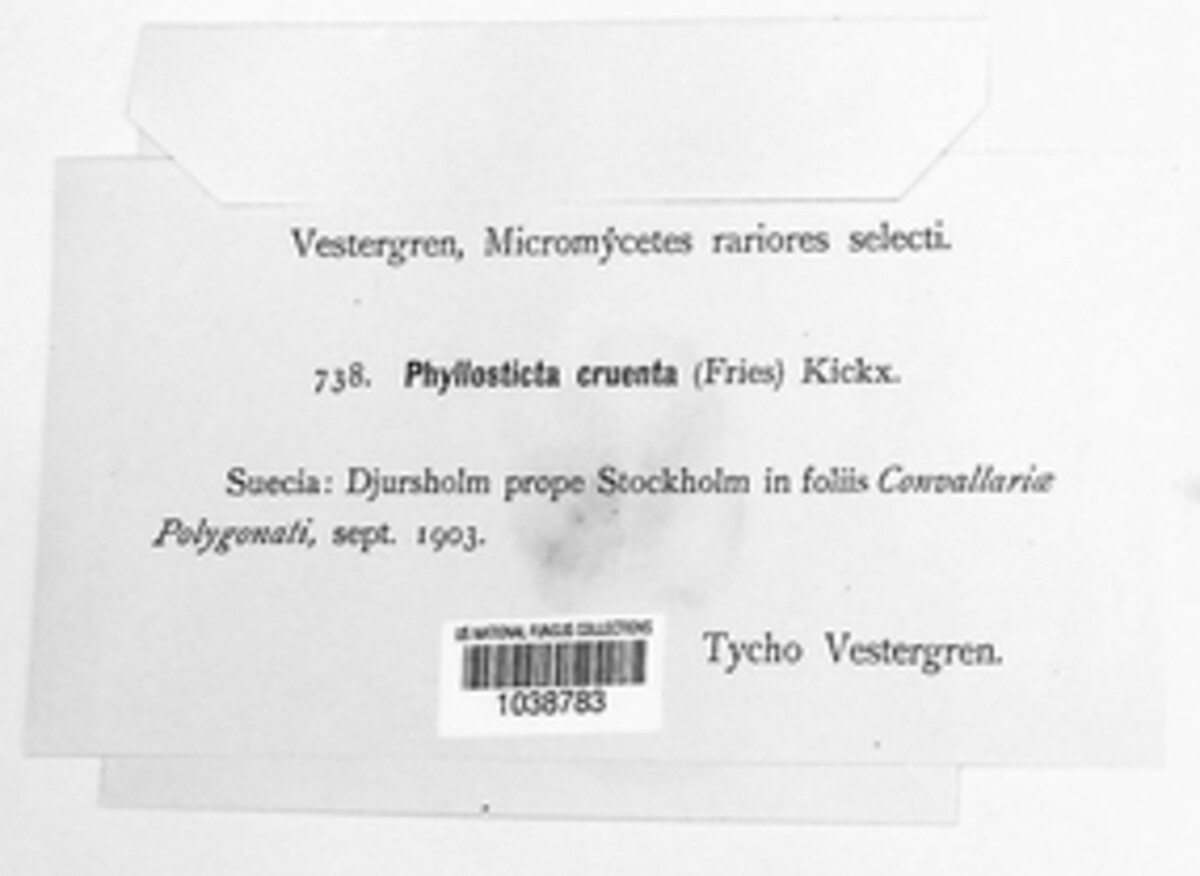 Vestergren, Micromycetes rariores selecti.
738. Phyllosticta cruenta (Fries) Kickx.
Suecia: Djursholm prope Stockholm in foliis Convallariæ
Polygonati, sept. 1903.
US NATIONAL FUNGUS COLLECTIONS
1038783
Tycho Vestergren.